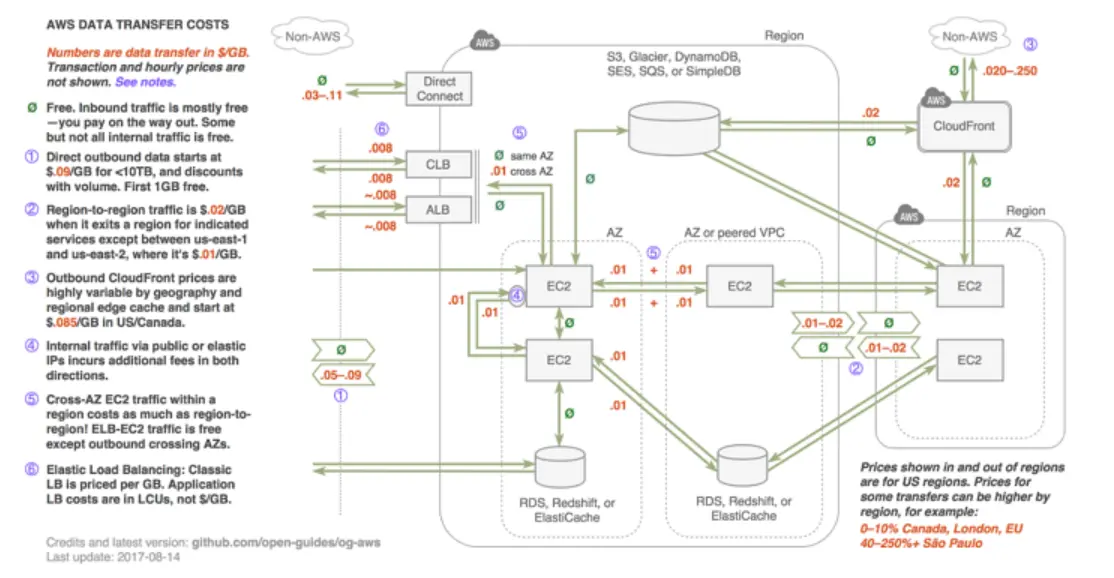 AWS DATA TRANSFER COSTS
Numbers are data transfer in $/GB.
Transaction and hourly prices are
not shown. See notes.
Ø Free. Inbound traffic is mostly free
—you pay on the way out. Some
but not all internal traffic is free.
① Direct outbound data starts at
$.09/GB for <10TB, and discounts
with volume. First 1GB free.
② Region-to-region traffic is $.02/GB
when it exits a region for indicated
services except between us-east-1
and us-east-2, where it's $.01/GB.
③ Outbound CloudFront prices are
highly variable by geography and
regional edge cache and start at
$.085/GB in US/Canada.
④ Internal traffic via public or elastic
IPs incurs additional fees in both
directions.
⑤ Cross-AZ EC2 traffic within a
region costs as much as region-to-
region! ELB-EC2 traffic is free
except outbound crossing AZs.
⑥ Elastic Load Balancing: Classic
LB is priced per GB. Application
LB costs are in LCUs, not $/GB.
Credits and latest version: github.com/open-guides/og-aws
Last update: 2017-08-14
Non-AWS
Ø
.03–.11
Direct
Connect
AWS
Region
S3, Glacier, DynamoDB,
SES, SQS, or SimpleDB
Non-AWS
③
Ø
.020–.250
AWS
CloudFront
.02
Ø
.02
Ø
⑥
.008
CLB
.008
~.008
ALB
~.008
⑤
Ø same AZ
.01 cross AZ
Ø
Ø
AWS
Region
AZ
AZ
AZ or peered VPC
EC2
④
⑤
.01 + .01
.01 + .01
EC2
EC2
.01
.01
Ø
EC2
.01
.01
Ø
Ø
.05–.09
①
.01–.02
Ø
Ø
.01–.02
②
EC2
RDS, Redshift, or
ElastiCache
RDS, Redshift, or
ElastiCache
Prices shown in and out of regions
are for US regions. Prices for
some transfers can be higher by
region, for example:
0–10% Canada, London, EU
40–250%+ São Paulo